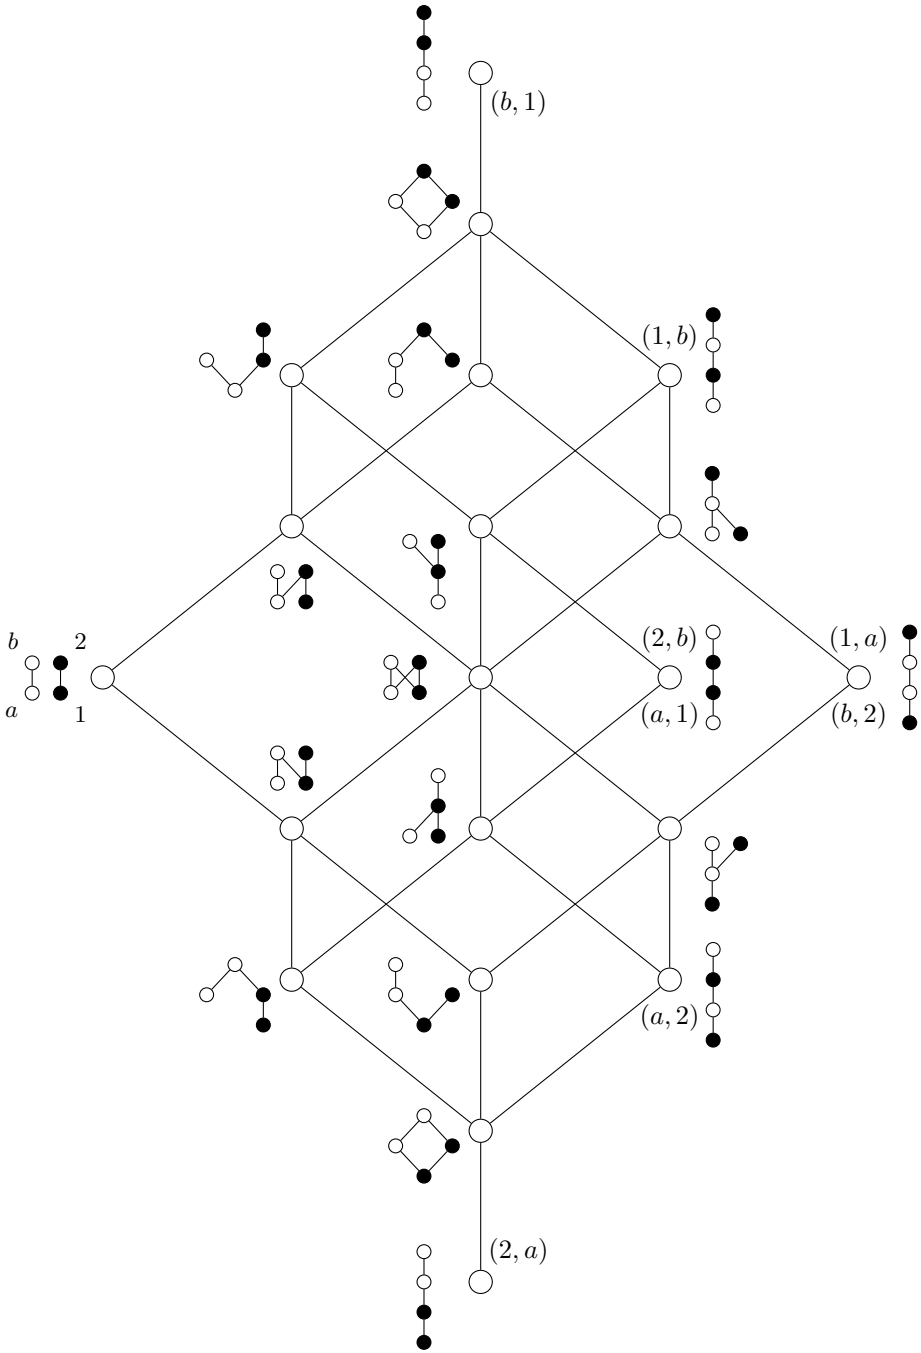 (b, 1)
(1, b)
b 2
a 1
(2, b)
(a, 1)
(1, a)
(b, 2)
(a, 2)
(2, a)